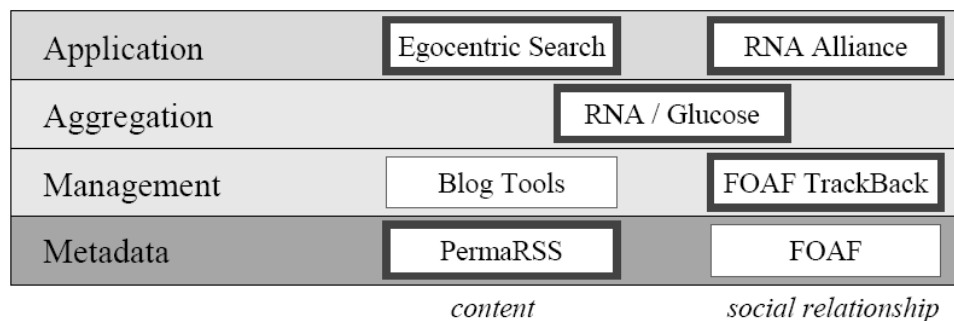 Application Egocentric Search RNA Alliance
Aggregation RNA / Glucose
Management Blog Tools FOAF TrackBack
Metadata PermaRSS FOAF
content social relationship